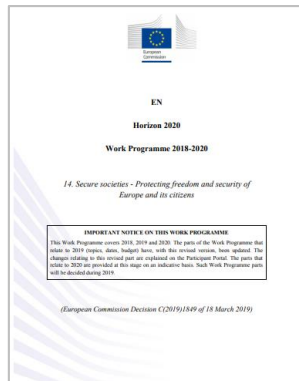 European
Commission
EN
Horizon 2020
Work Programme 2018-2020
14. Secure societies - Protecting freedom and security of
Europe and its citizens
IMPORTANT NOTICE ON THIS WORK PROGRAMME
This Work Programme covers 2018, 2019 and 2020. The parts of the Work Programme that
relate to 2019 (topics, dates, budget) have, with this revised version, been updated. The
changes relating to this revised part are explained on the Participant Portal. The parts that
relate to 2020 are provided at this stage on an indicative basis. Such Work Programme parts
will be decided during 2019.
(European Commission Decision C(2019)1849 of 18 March 2019)